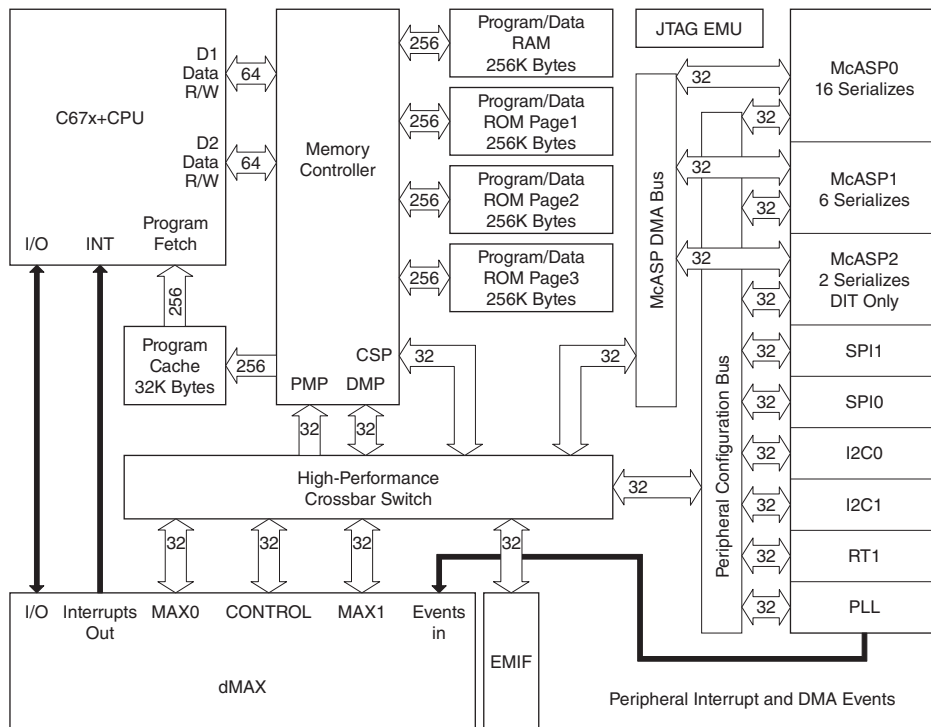 C67x+CPU
D1
Data
R/W
D2
Data
R/W
I/O
INT
Program
Fetch
64
64
256
Program
Cache
32K Bytes
256
Memory
Controller
CSP
PMP
DMP
256
256
256
256
Program/Data
RAM
256K Bytes
Program/Data
ROM Page1
256K Bytes
Program/Data
ROM Page2
256K Bytes
Program/Data
ROM Page3
256K Bytes
JTAG EMU
McASP DMA Bus
Peripheral Configuration Bus
32
32
32
32
32
32
32
32
32
32
32
32
32
McASP0
16 Serializes
McASP1
6 Serializes
McASP2
2 Serializes
DIT Only
SPI1
SPI0
I2C0
I2C1
RT1
PLL
32
32
32
32
32
High-Performance
Crossbar Switch
32
32
32
32
I/O
Interrupts
Out
MAX0
CONTROL
MAX1
Events
in
dMAX
EMIF
Peripheral Interrupt and DMA Events